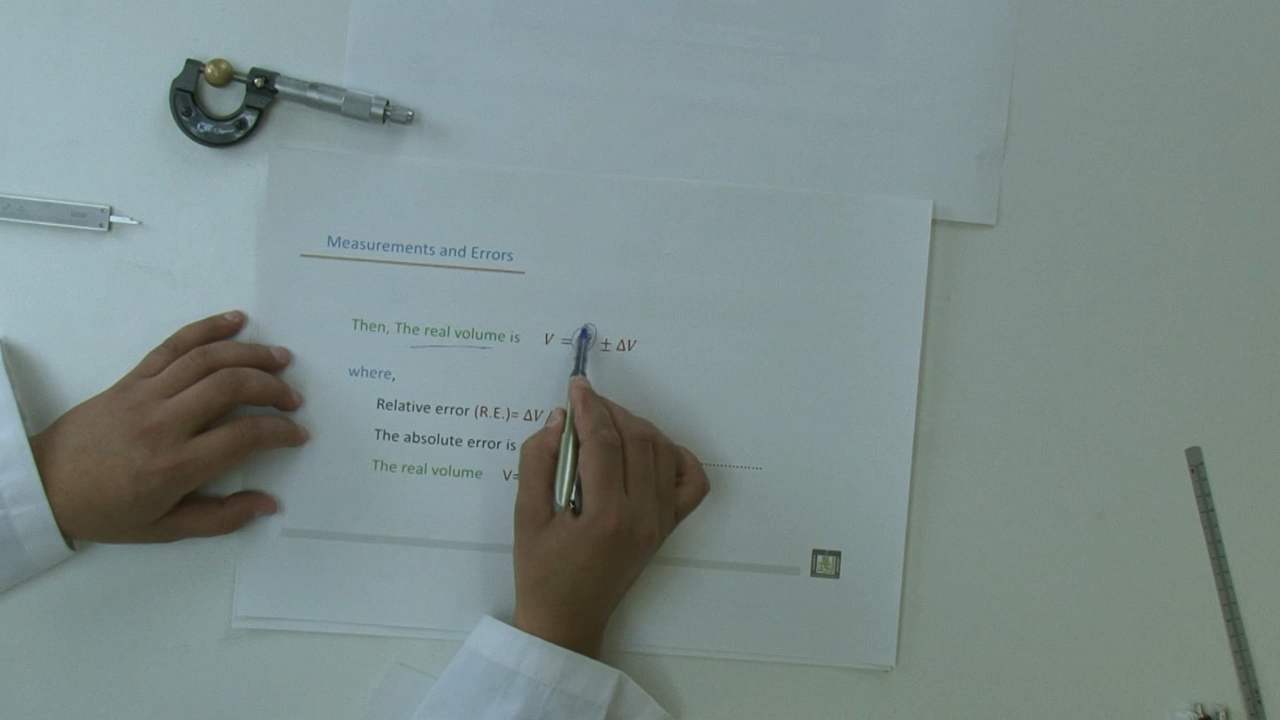 Measurements and Errors
Then, The real volume is V = ± ΔV
where,
Relative error (R.E.)= ΔV /
The absolute error is
The real volume V=